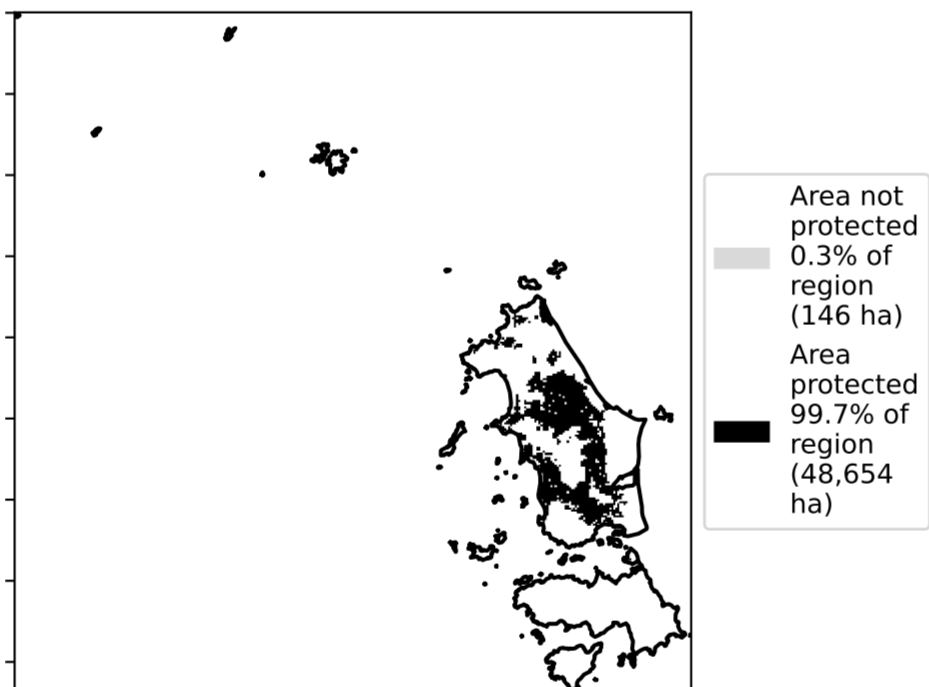 Area not
protected
0.3% of
region
(146 ha)
Area
protected
99.7% of
region
(48,654
ha)